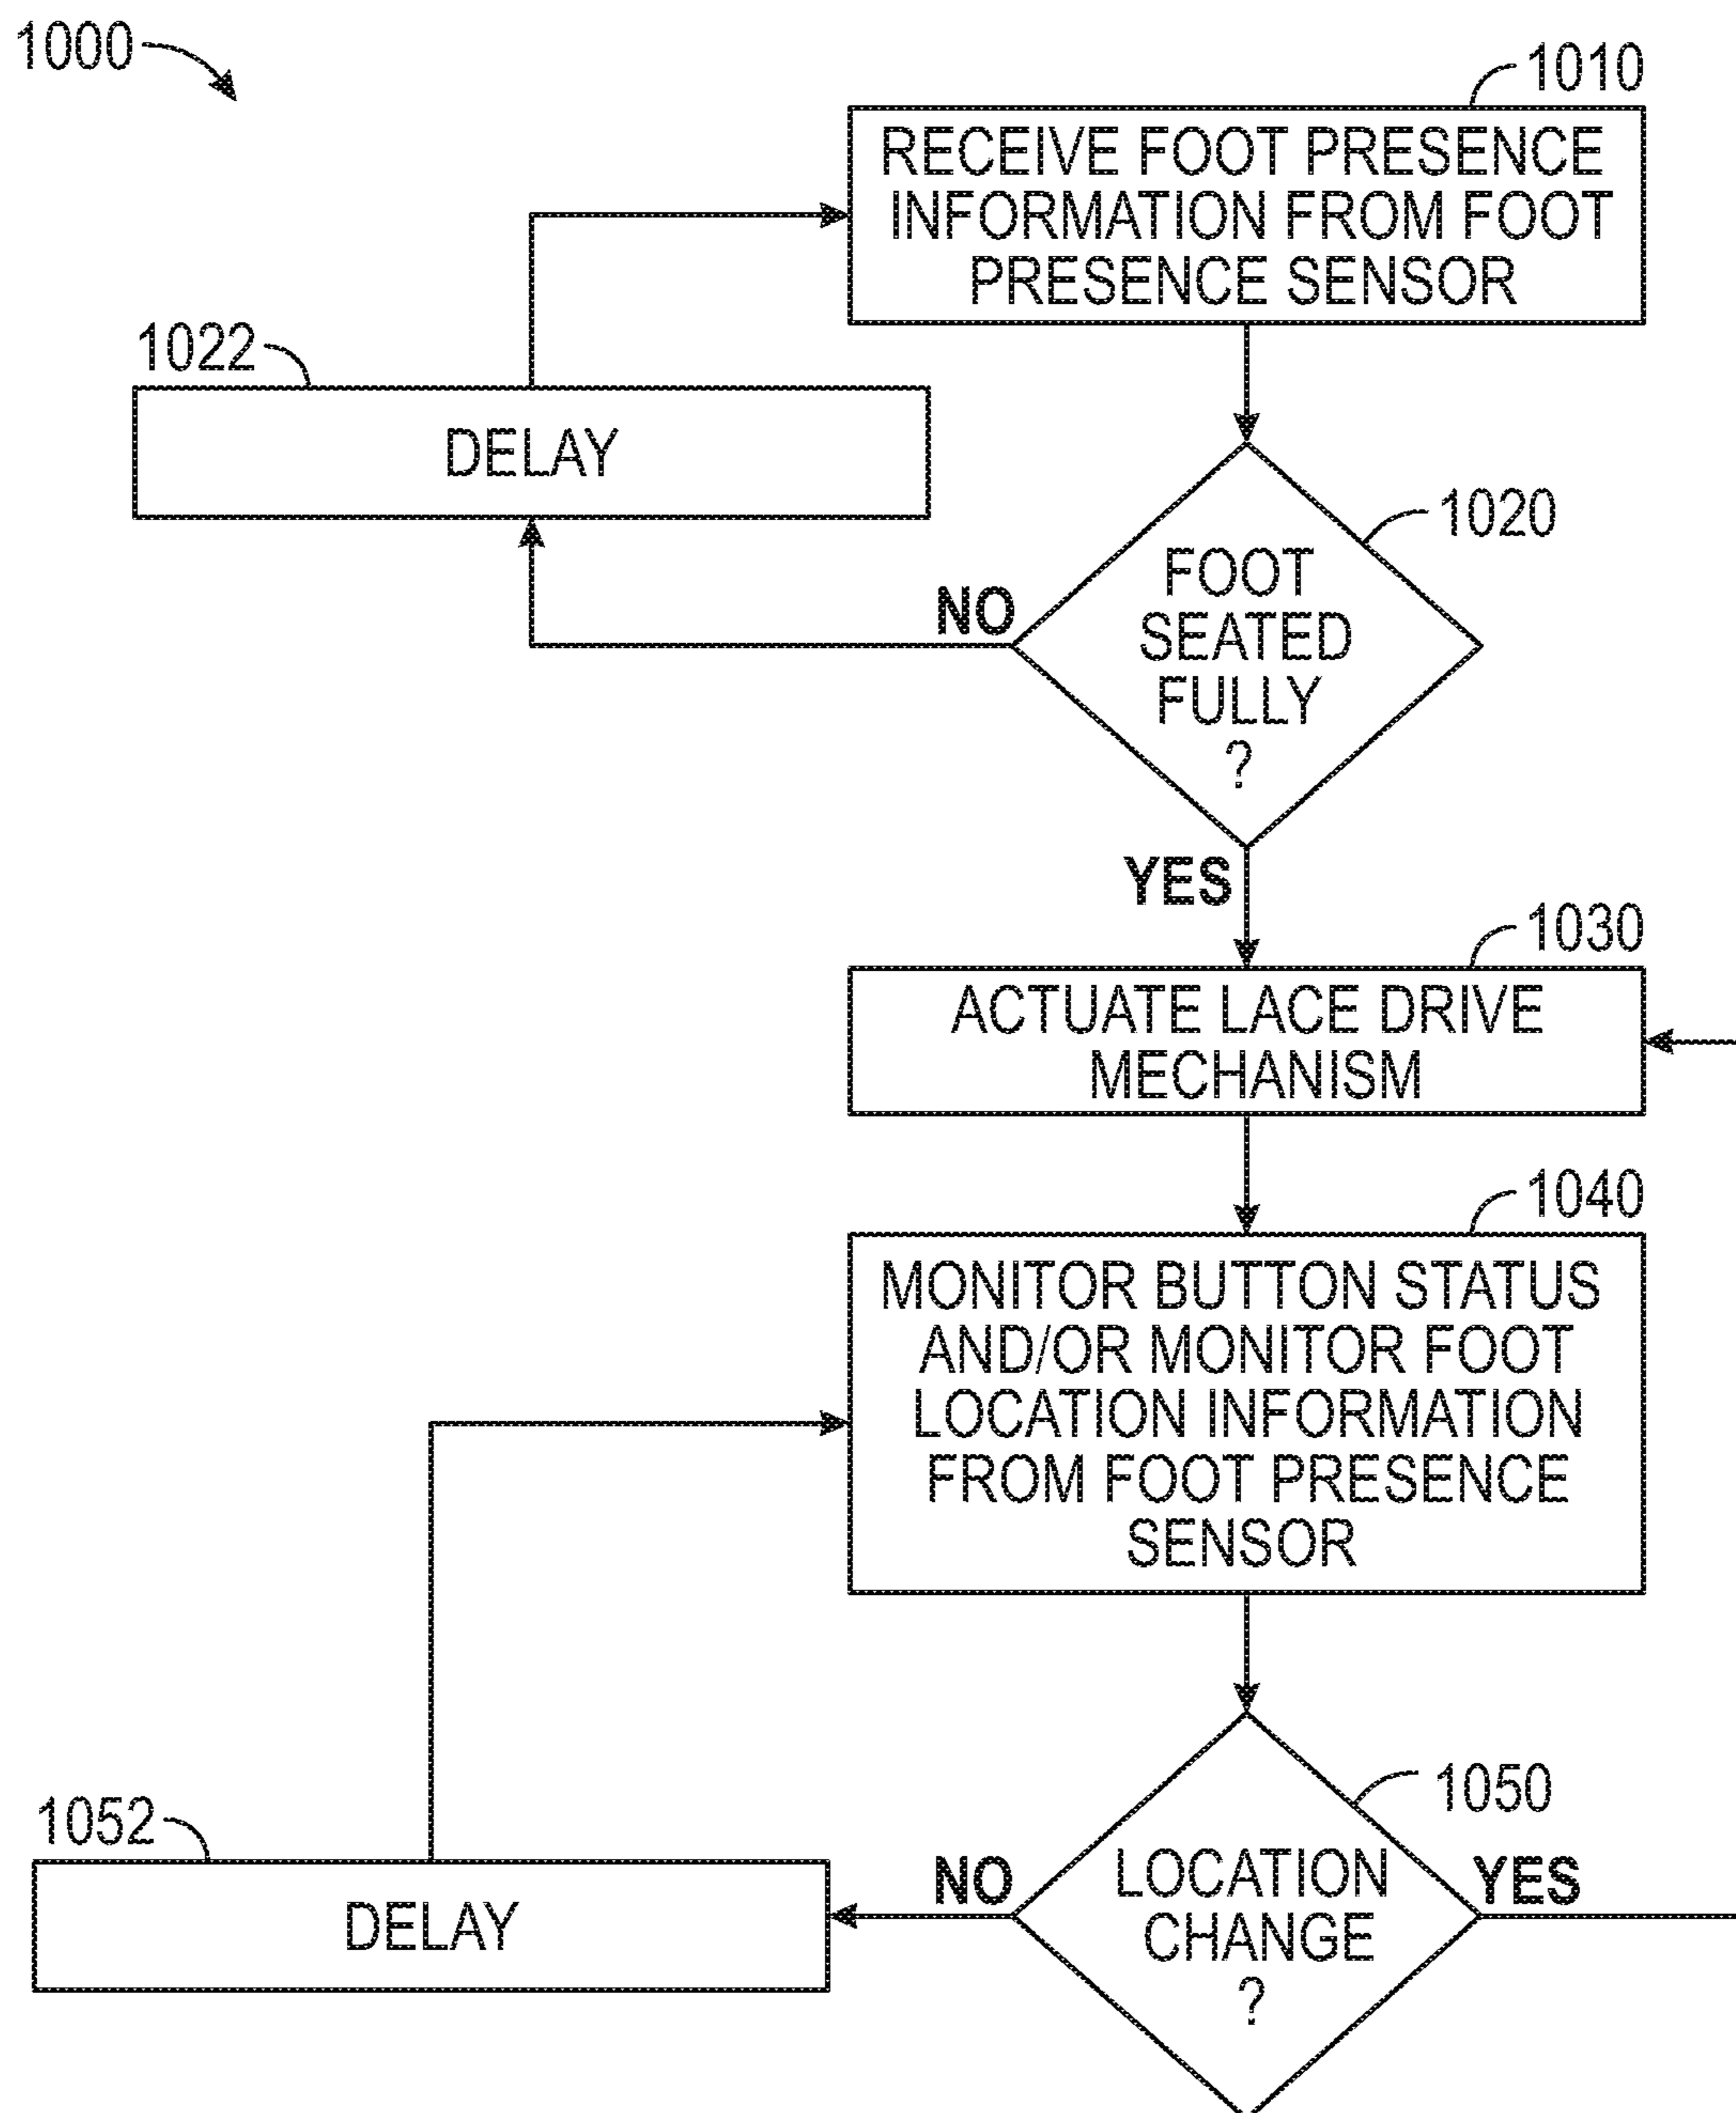 1000
1010
RECEIVE FOOT PRESENCE
INFORMATION FROM FOOT
PRESENCE SENSOR
1022
DELAY
1020
FOOT
SEATED
FULLY
?
NO
YES
1030
ACTUATE LACE DRIVE
MECHANISM
1040
MONITOR BUTTON STATUS
AND/OR MONITOR FOOT
LOCATION INFORMATION
FROM FOOT PRESENCE
SENSOR
1050
LOCATION
CHANGE
?
NO
YES
1052
DELAY